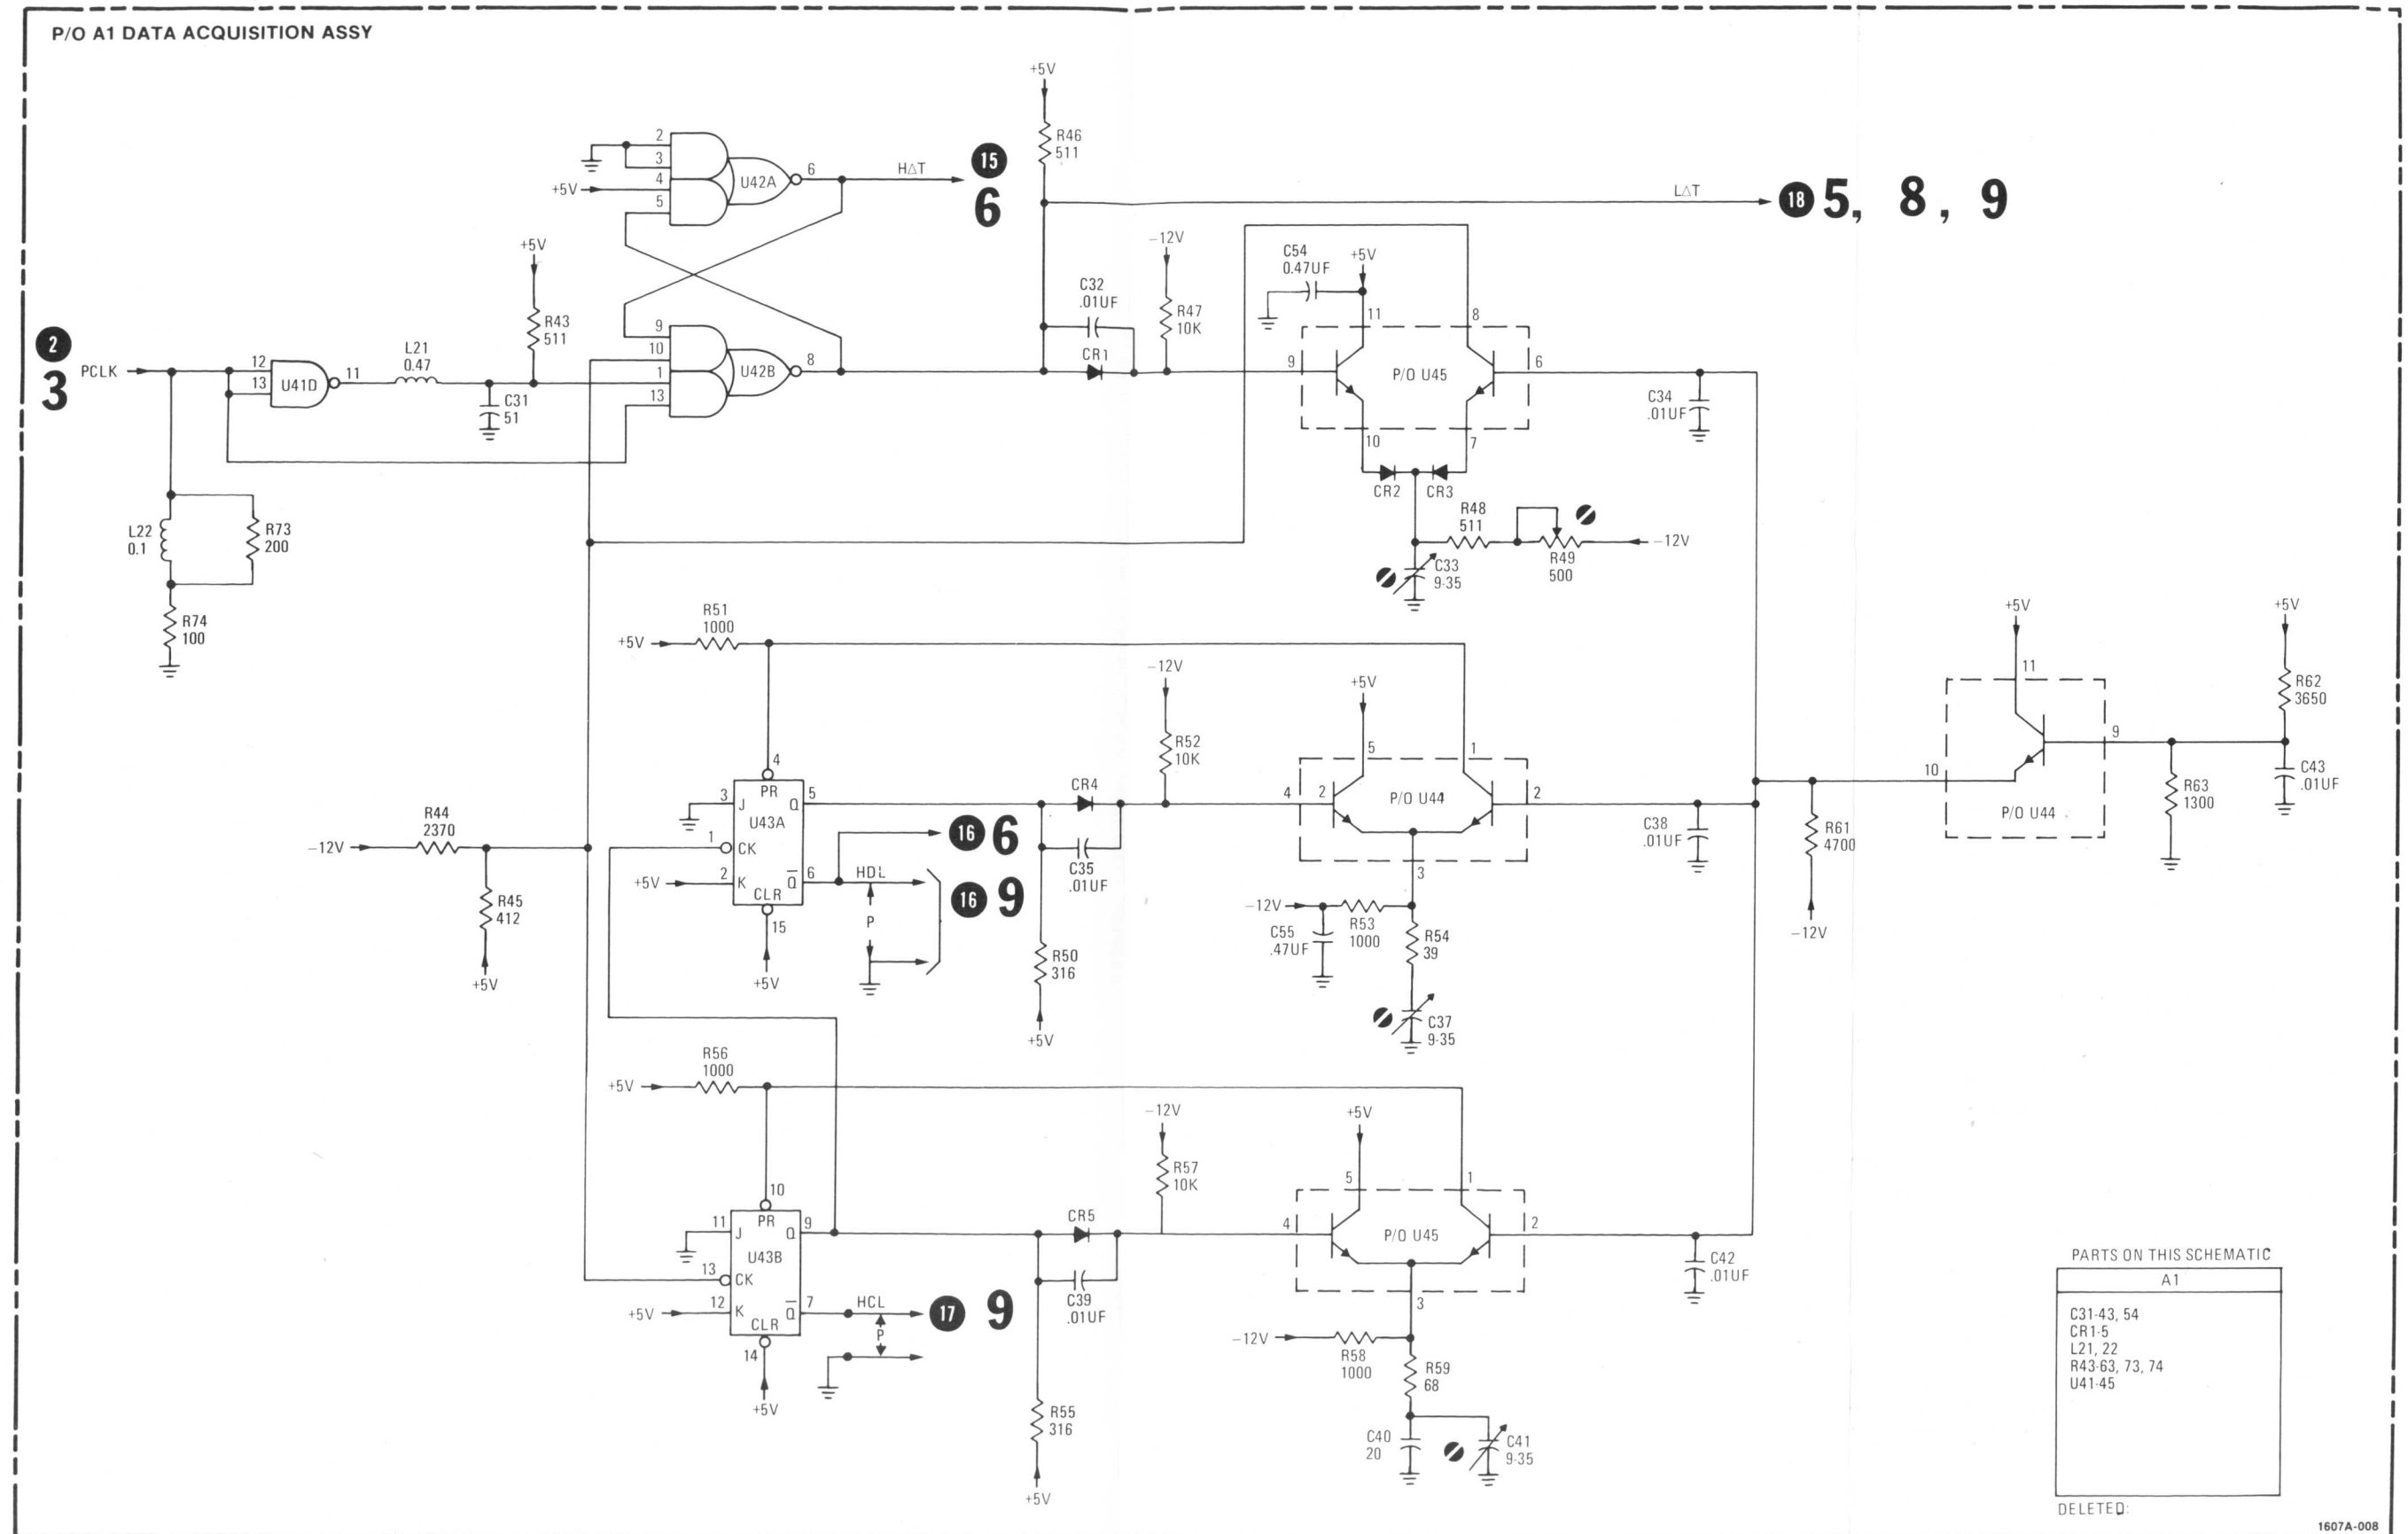 P/O A1 DATA ACQUISITION ASSY
2
3
PCLK
12
13
U41D
11
L21
0.47
C31
51
+5V
R43
511
L22
0.1
R73
200
R74
100
2
3
4
5
+5V
U42A
6
HΔT
15
6
9
10
1
13
U42B
8
+5V
R46
511
LΔT
18 5, 8, 9
C32
.01UF
CR1
−12V
R47
10K
C54
0.47UF
+5V
11
8
9
P/O U45
6
10
7
CR2
CR3
R48
511
R49
500
−12V
C33
9-35
C34
.01UF
R51
1000
+5V
4
3
J
PR
Q
5
U43A
1
CK
+5V
2
K
CLR
Q
6
15
+5V
HDL
P
16 6
16 9
−12V
R44
2370
R45
412
+5V
CR4
C35
.01UF
R50
316
+5V
−12V
R52
10K
+5V
5
1
4
2
P/O U44
2
3
−12V
R53
1000
C55
.47UF
R54
39
C37
9-35
C38
.01UF
R61
4700
−12V
+5V
11
10
9
P/O U44
+5V
R62
3650
R63
1300
C43
.01UF
R56
1000
+5V
10
11
J
PR
Q
9
U43B
13
CK
+5V
12
K
CLR
Q
7
14
+5V
HCL
P
17 9
CR5
C39
.01UF
R55
316
+5V
−12V
R57
10K
+5V
5
1
4
P/O U45
2
3
−12V
R58
1000
R59
68
C40
20
C41
9-35
C42
.01UF
PARTS ON THIS SCHEMATIC
A1
C31-43, 54
CR1-5
L21, 22
R43-63, 73, 74
U41-45
DELETED:
1607A-008